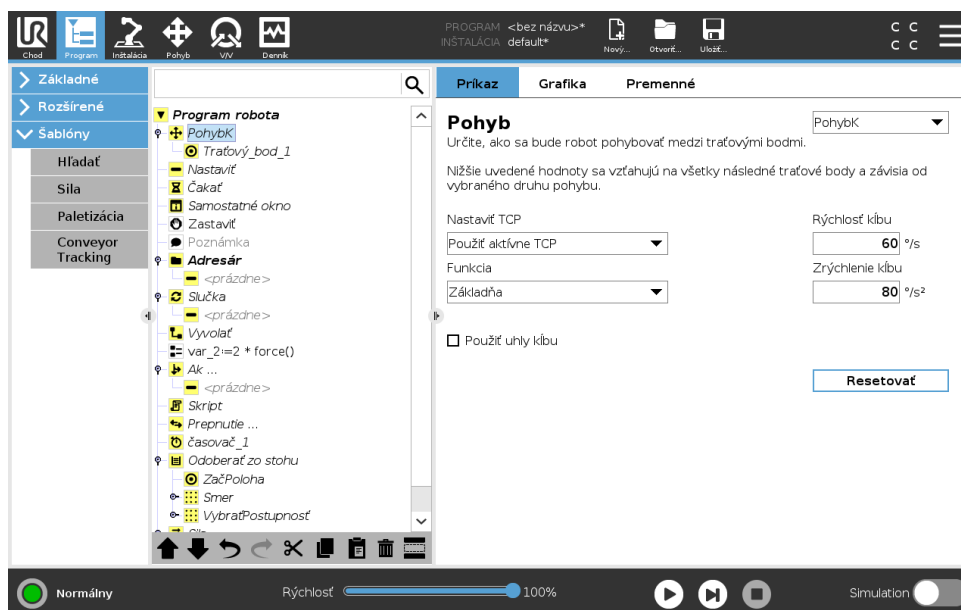 PROGRAM <bez názvu>*
INŠTALÁCIA default*
Chod
Program
Inštalácia
Pohyb
V/V
Denník
Nový...
Otvoriť...
Uložiť...
C C
C C
Základné
Rozšírené
Šablóny
Hľadať
Sila
Paletizácia
Conveyor
Tracking
Program robota
PohybK
Traťový_bod_1
Nastaviť
Čakať
Samostatné okno
Zastaviť
Poznámka
Adresár
<prázdne>
Slučka
<prázdne>
Vyvolať
var_2:=2 * force()
Ak ...
<prázdne>
Skript
Prepnutie ...
časovač_1
Odoberať zo stohu
ZačPoloha
Smer
VybraťPostupnosť
Príkaz
Grafika
Premenné
Pohyb
PohybK
Určite, ako sa bude robot pohybovať medzi traťovými bodmi.
Nižšie uvedené hodnoty sa vzťahujú na všetky následné traťové body a závisia od
vybraného druhu pohybu.
Nastaviť TCP
Rýchlosť kĺbu
Použiť aktívne TCP
60 °/s
Funkcia
Zrýchlenie kĺbu
Základňa
80 °/s²
Použiť uhly kĺbu
Resetovať
Normálny
Rýchlosť
100%
Simulation